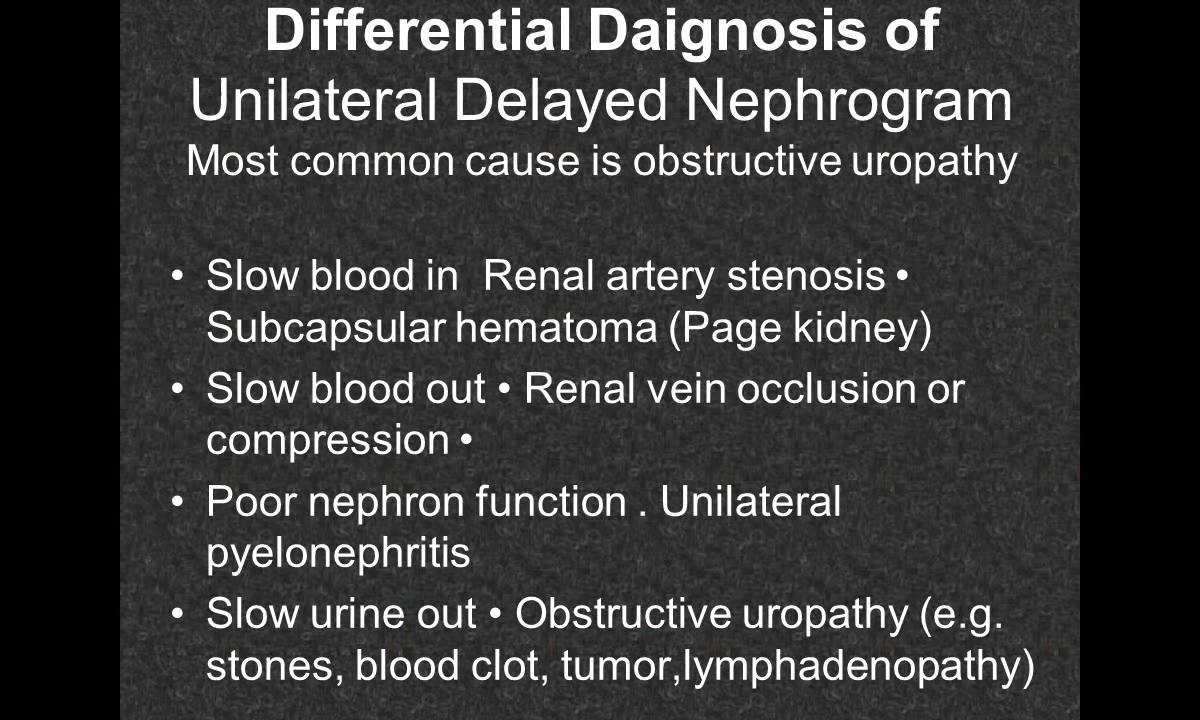 Differential Daignosis of
Unilateral Delayed Nephrogram
Most common cause is obstructive uropathy
• Slow blood in  Renal artery stenosis •
Subcapsular hematoma (Page kidney)
• Slow blood out • Renal vein occlusion or
compression •
• Poor nephron function . Unilateral
pyelonephritis
• Slow urine out • Obstructive uropathy (e.g.
stones, blood clot, tumor,lymphadenopathy)